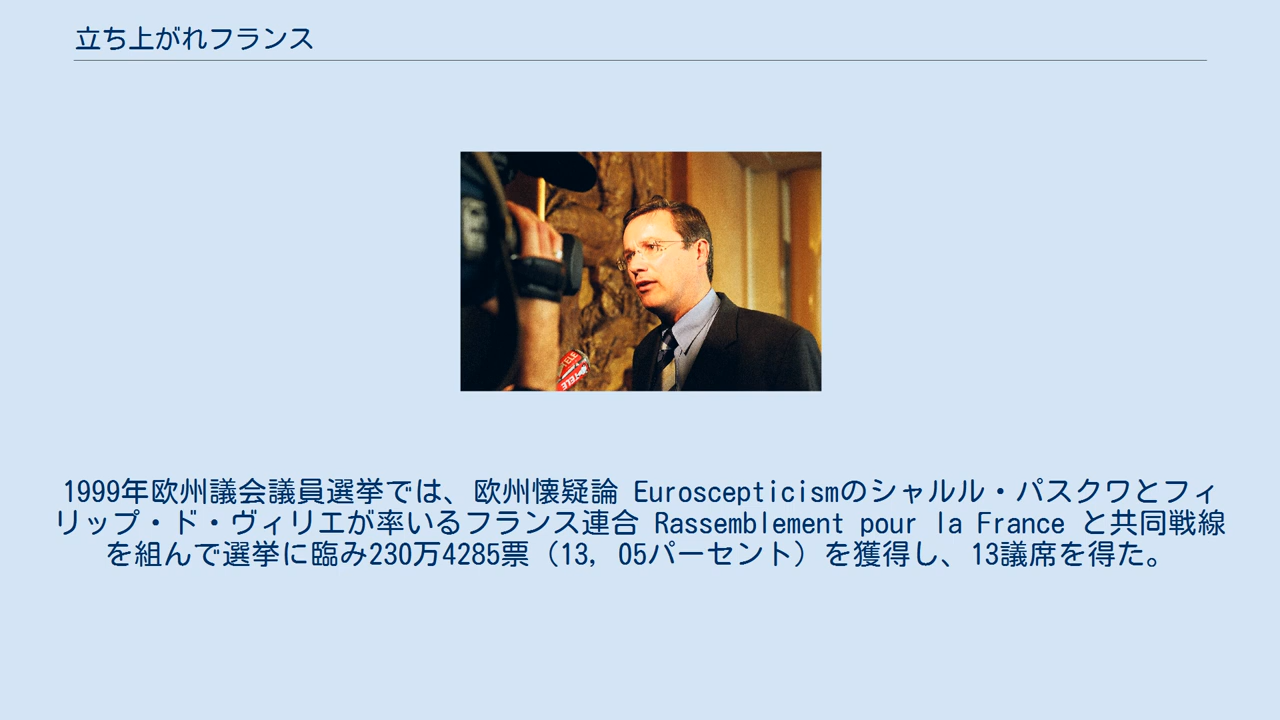 立ち上がれフランス
TELE
TELE
1999年欧州議会議員選挙では、欧州懐疑論 Euroscepticismのシャルル・パスクワとフィ
リップ・ド・ヴィリエが率いるフランス連合 Rassemblement pour la France と共同戦線
を組んで選挙に臨み230万4285票（13, 05パーセント）を獲得し、13議席を得た。